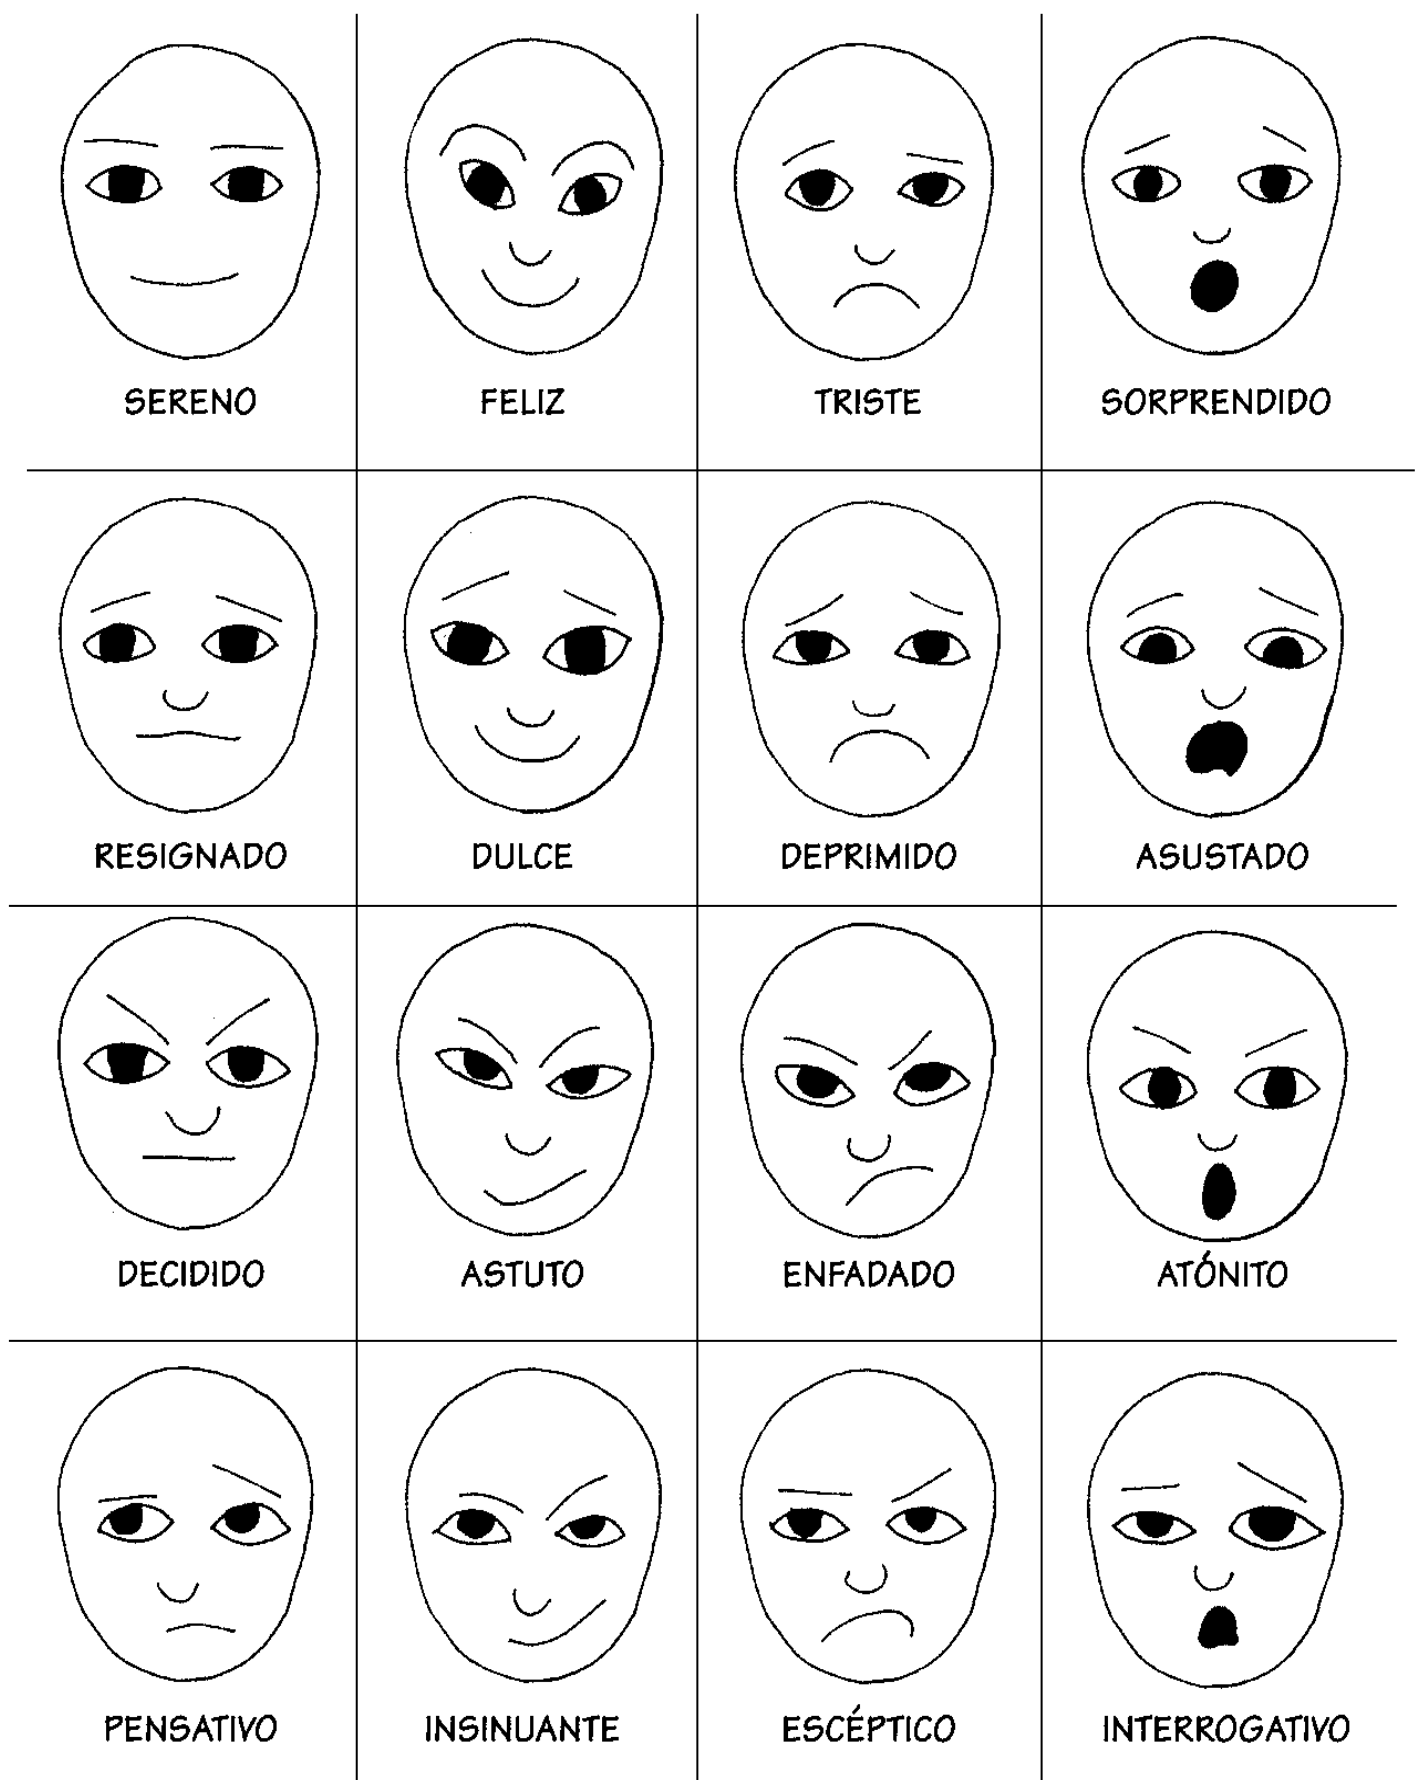 SERENO
FELIZ
TRISTE
SORPRENDIDO
RESIGNADO
DULCE
DEPRIMIDO
ASUSTADO
DECIDIDO
ASTUTO
ENFADADO
ATÓNITO
PENSATIVO
INSINUANTE
ESCÉPTICO
INTERROGATIVO